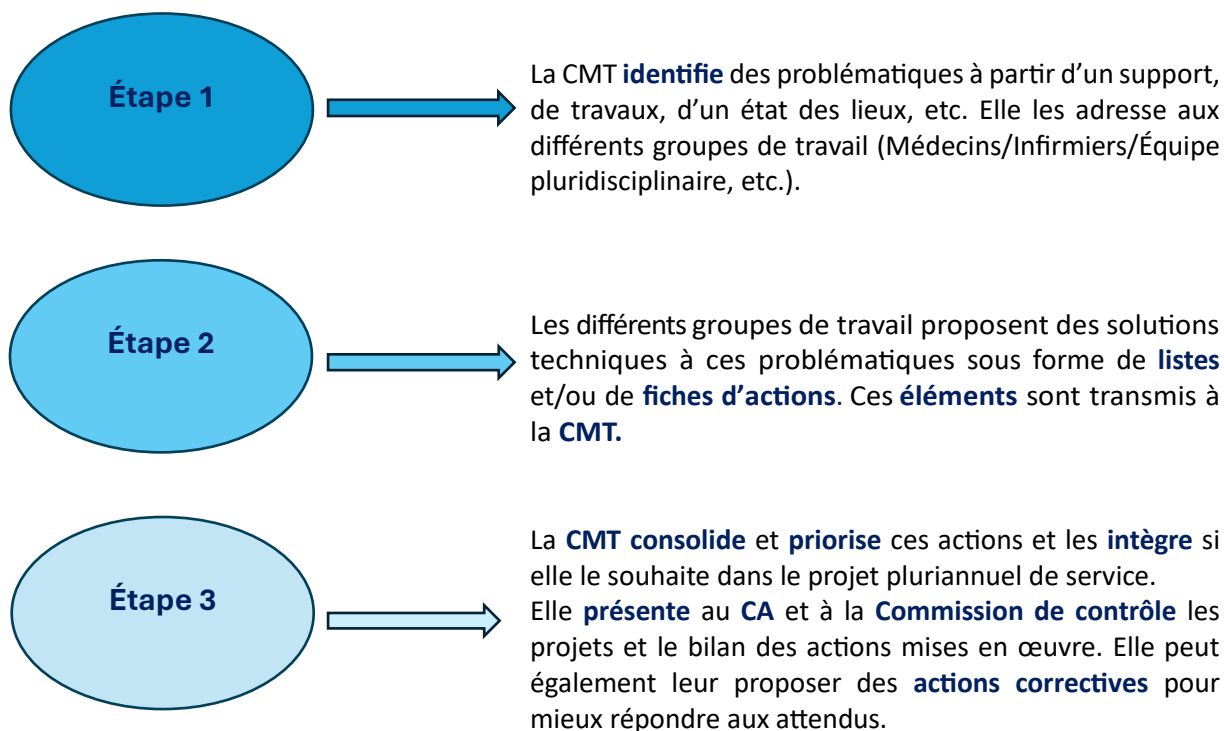 Étape 1
La CMT identifie des problématiques à partir d’un support,
de travaux, d’un état des lieux, etc. Elle les adresse aux
différents groupes de travail (Médecins/Infirmiers/Équipe
pluridisciplinaire, etc.).
Étape 2
Les différents groupes de travail proposent des solutions
techniques à ces problématiques sous forme de listes
et/ou de fiches d’actions. Ces éléments sont transmis à
la CMT.
Étape 3
La CMT consolide et priorise ces actions et les intègre si
elle le souhaite dans le projet pluriannuel de service.
Elle présente au CA et à la Commission de contrôle les
projets et le bilan des actions mises en œuvre. Elle peut
également leur proposer des actions correctives pour
mieux répondre aux attendus.